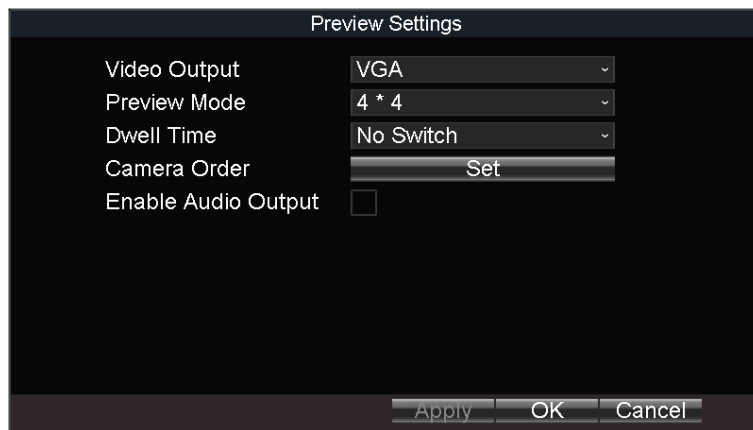 Preview Settings
Video Output VGA
Preview Mode 4 * 4
Dwell Time No Switch
Camera Order Set
Enable Audio Output
Apply OK Cancel